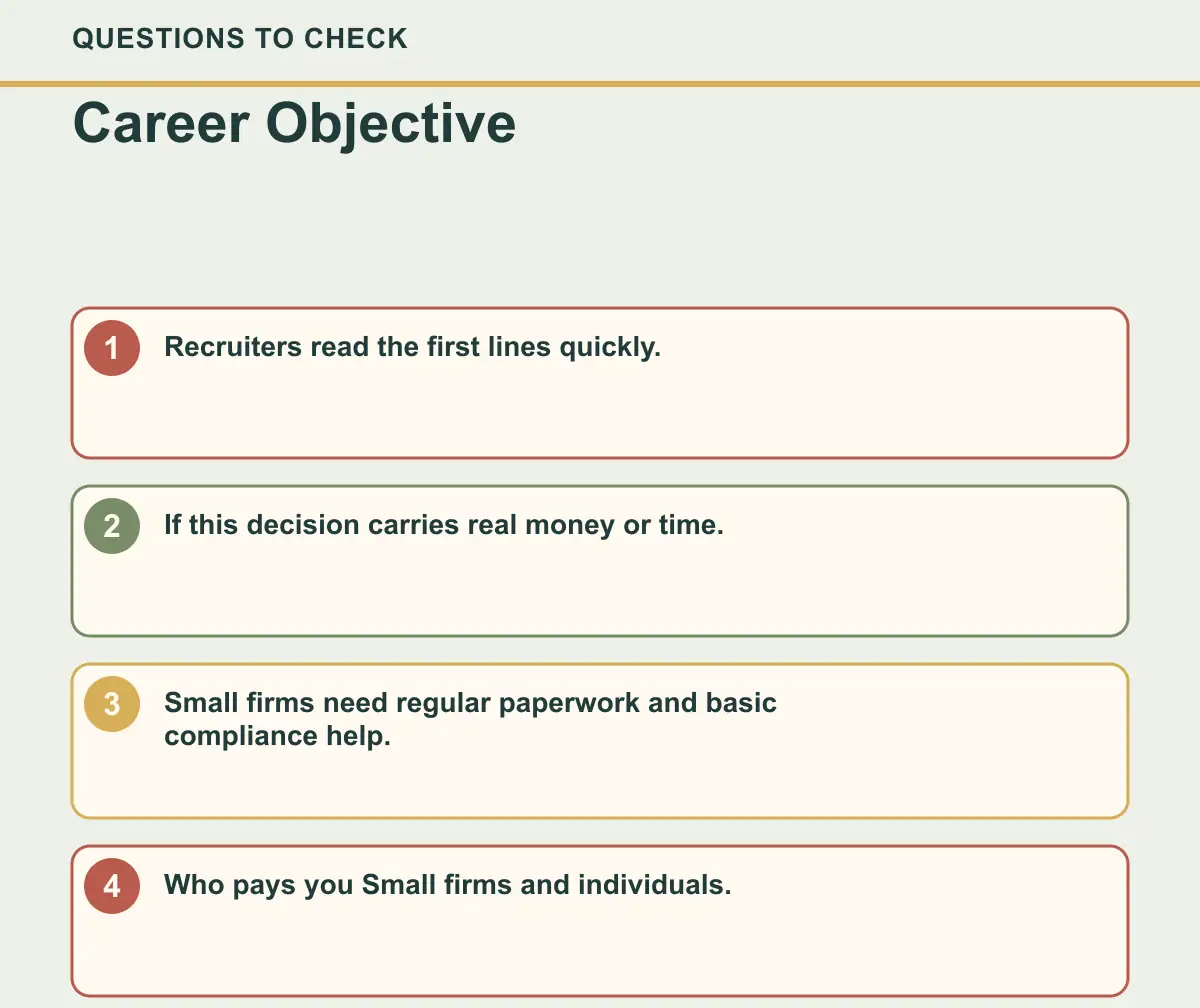 QUESTIONS TO CHECK
Career Objective
1
Recruiters read the first lines quickly.
2
If this decision carries real money or time.
3
Small firms need regular paperwork and basic
compliance help.
4
Who pays you Small firms and individuals.